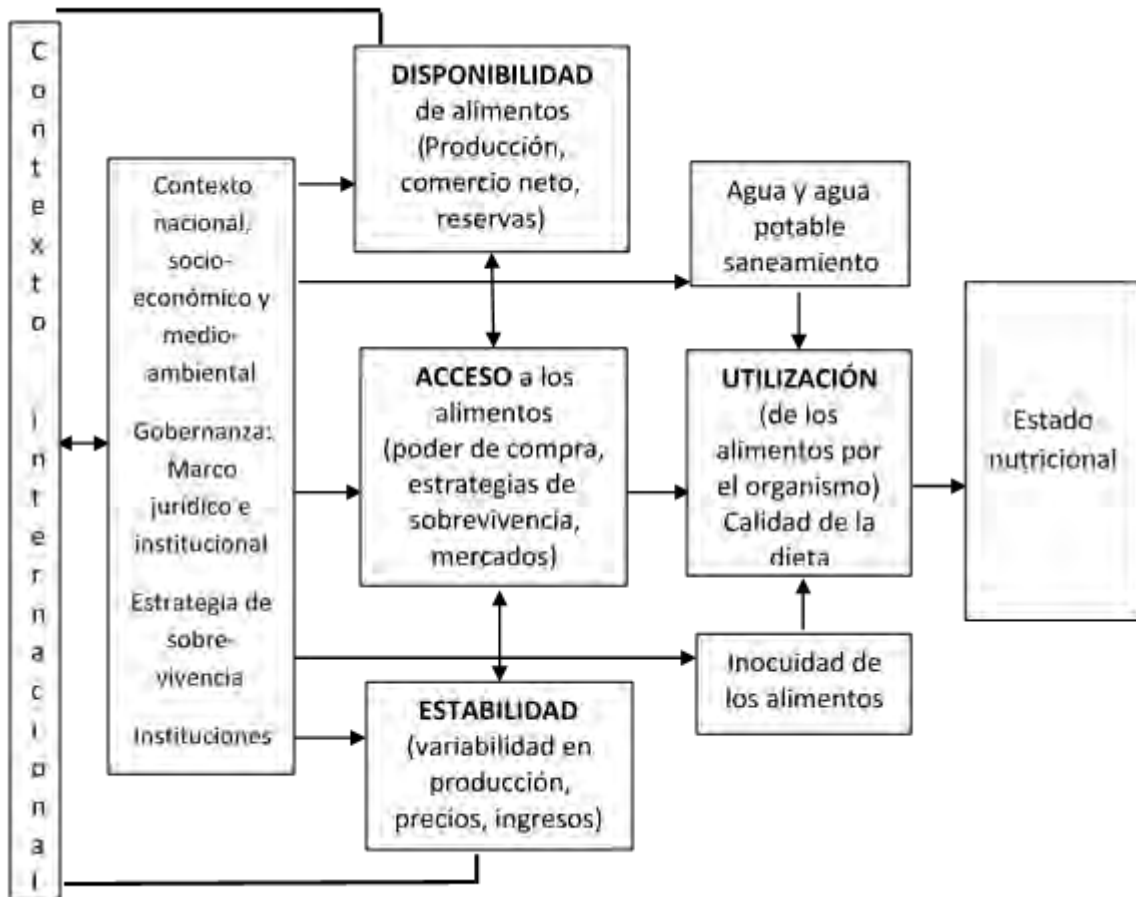 Contexto Internacional
DISPONIBILIDAD
de alimentos
(Producción,
comercio neto,
reservas)
Contexto
nacional,
socio-
económico y
medio-
ambiental
Gobernanza:
Marco
jurídico e
institucional
Estrategia de
sobre-
vivencia
Instituciones
ACCESO a los
alimentos
(poder de compra,
estrategias de
sobrevivencia,
mercados)
ESTABILIDAD
(variabilidad en
producción,
precios, ingresos)
Agua y agua
potable
saneamiento
UTILIZACIÓN
(de los
alimentos por
el organismo)
Calidad de la
dieta
Inocuidad de
los alimentos
Estado
nutricional